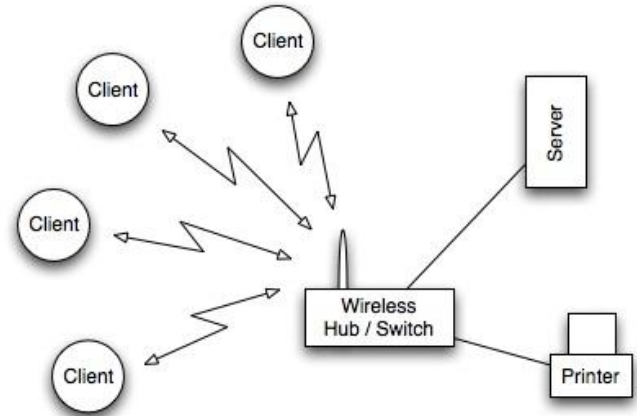 Client
Client
Client
Client
Server
Wireless
Hub / Switch
Printer